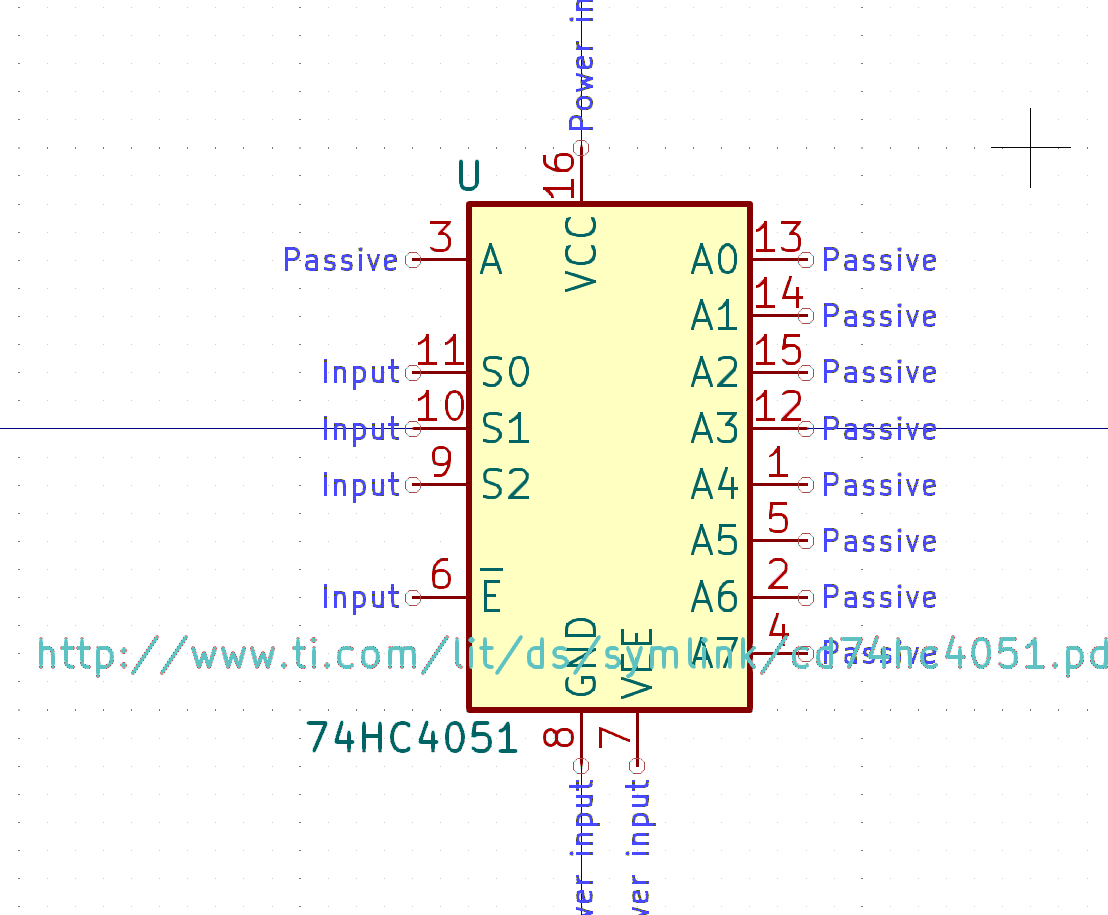 Power in
U
16
VCC
Passive 3 A
A0 13 Passive
A1 14 Passive
Input 11 S0
A2 15 Passive
Input 10 S1
A3 12 Passive
Input 9 S2
A4 1 Passive
A5 5 Passive
Input 6 E
A6 2 Passive
A7 4 Passive
http://www.ti.com/lit/ds/symlink/cd74hc4051.pd
GND
VEE
74HC4051
8
7
wer input
wer input